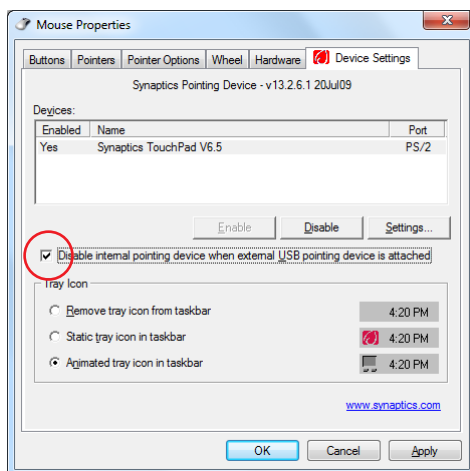 Mouse Properties
Buttons Pointers Pointer Options Wheel Hardware Device Settings
Synaptics Pointing Device - v13.2.6.1 20Jul09
Devices:
Enabled Name Port
Yes Synaptics TouchPad V6.5 PS/2
Enable Disable Settings...
Disable internal pointing device when external USB pointing device is attached
Tray Icon
Remove tray icon from taskbar 4:20 PM
Static tray icon in taskbar 4:20 PM
Animated tray icon in taskbar 4:20 PM
www.synaptics.com
OK Cancel Apply